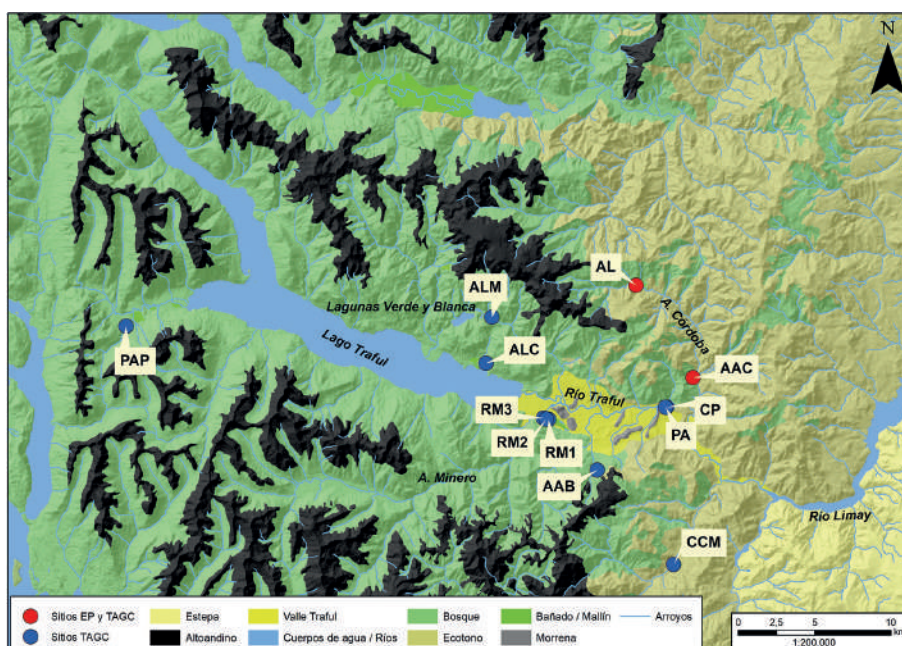 N
AL
ALM
Lagunas Verde y Blanca
A. Córdoba
PAP
Lago Traful
ALC
AAC
Río Traful
CP
RM3
PA
RM2
RM1
A. Minero
AAB
Río Limay
CCM
Sitios EP y TAGC
Estepa
Valle Traful
Bosque
Bañado / Mallín
Arroyos
Sitios TAGC
Altoandino
Cuerpos de agua / Ríos
Ecotono
Morrena
0 2,5 5 10
km
1:200.000